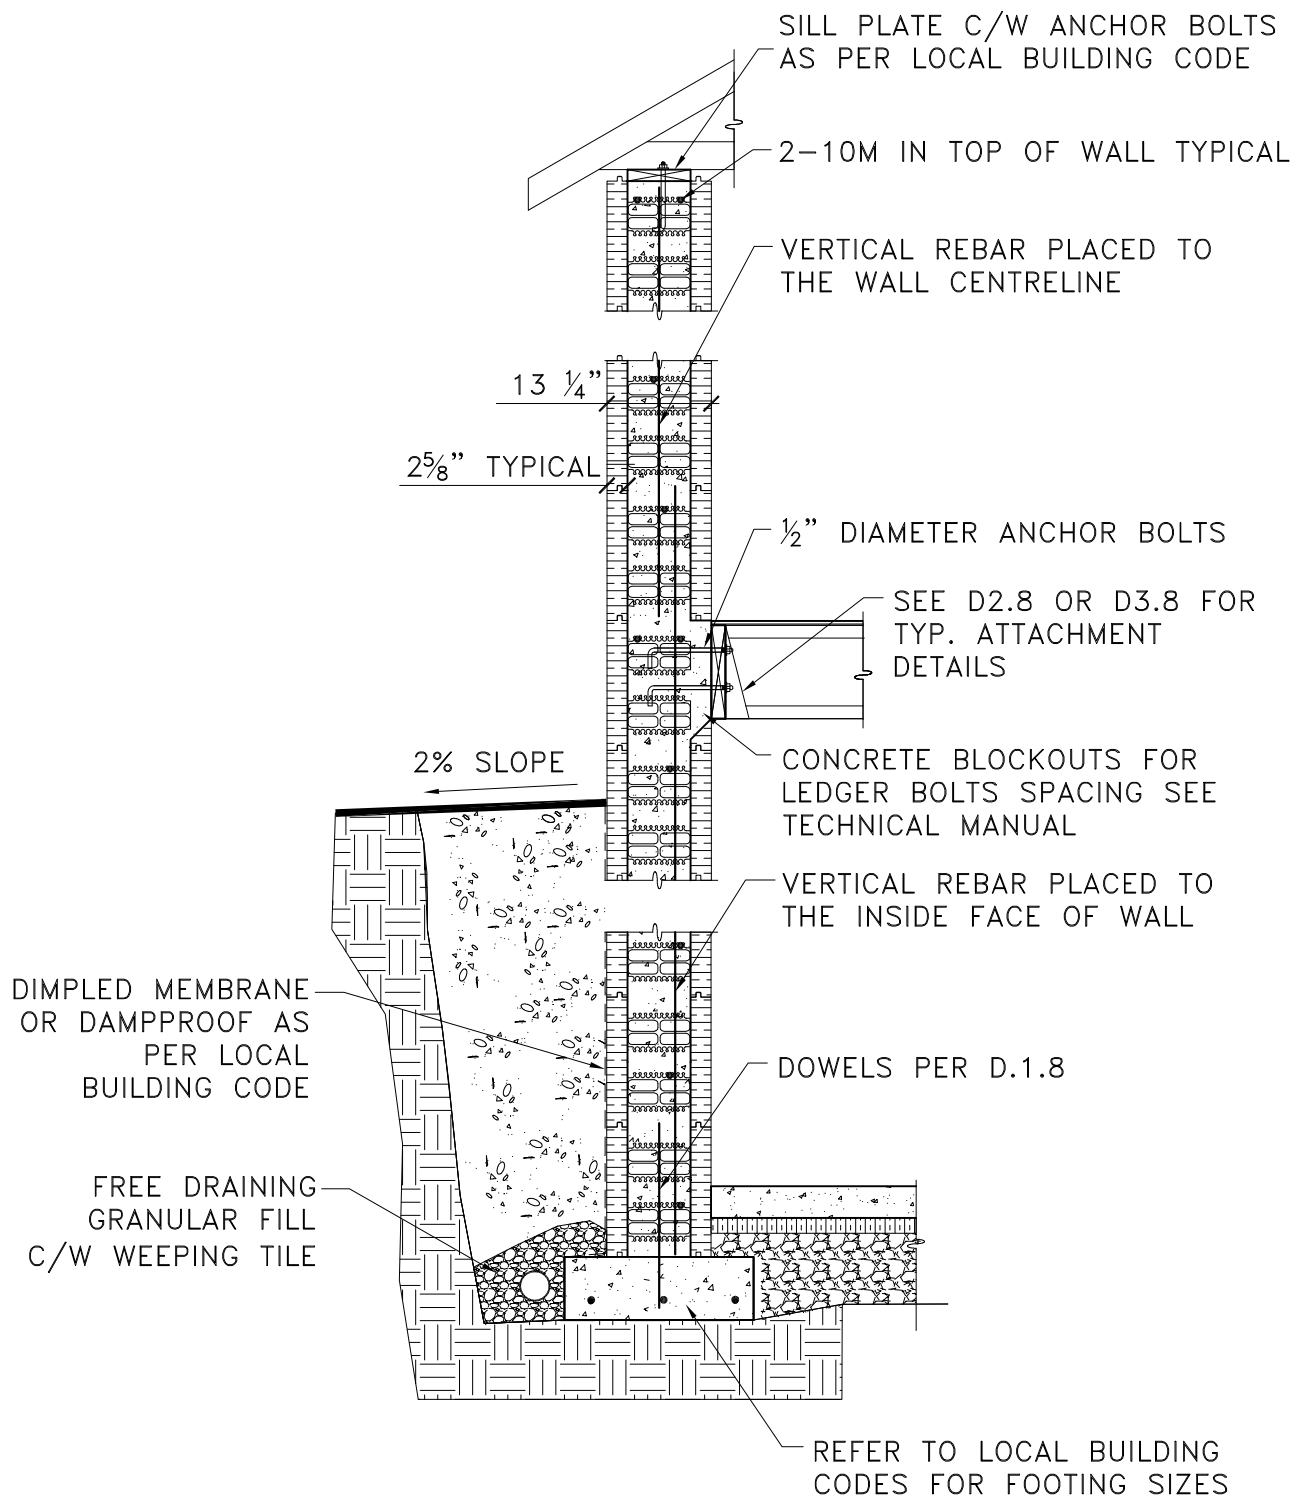 SILL PLATE C/W ANCHOR BOLTS
AS PER LOCAL BUILDING CODE
2-10M IN TOP OF WALL TYPICAL
VERTICAL REBAR PLACED TO
THE WALL CENTRELINE
13 ¼"
2⅝" TYPICAL
½" DIAMETER ANCHOR BOLTS
SEE D2.8 OR D3.8 FOR
TYP. ATTACHMENT
DETAILS
2% SLOPE
CONCRETE BLOCKOUTS FOR
LEDGER BOLTS SPACING SEE
TECHNICAL MANUAL
VERTICAL REBAR PLACED TO
THE INSIDE FACE OF WALL
DIMPLED MEMBRANE
OR DAMPPROOF AS
PER LOCAL
BUILDING CODE
DOWELS PER D.1.8
FREE DRAINING
GRANULAR FILL
C/W WEEPING TILE
REFER TO LOCAL BUILDING
CODES FOR FOOTING SIZES